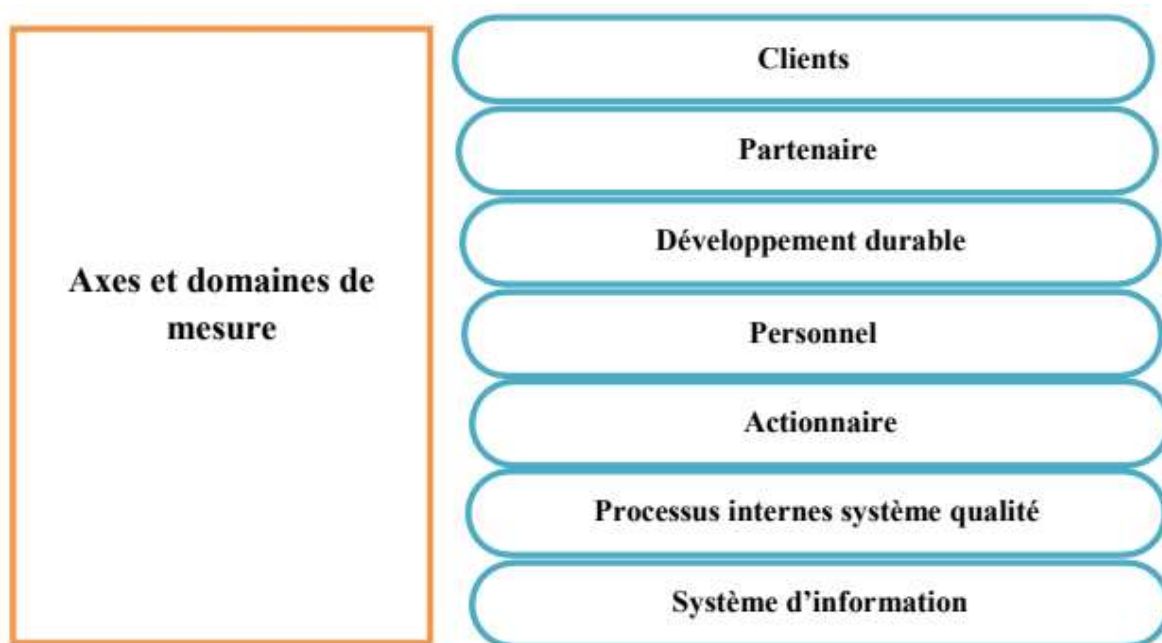 Axes et domaines de
mesure
Clients
Partenaire
Développement durable
Personnel
Actionnaire
Processus internes système qualité
Système d’information